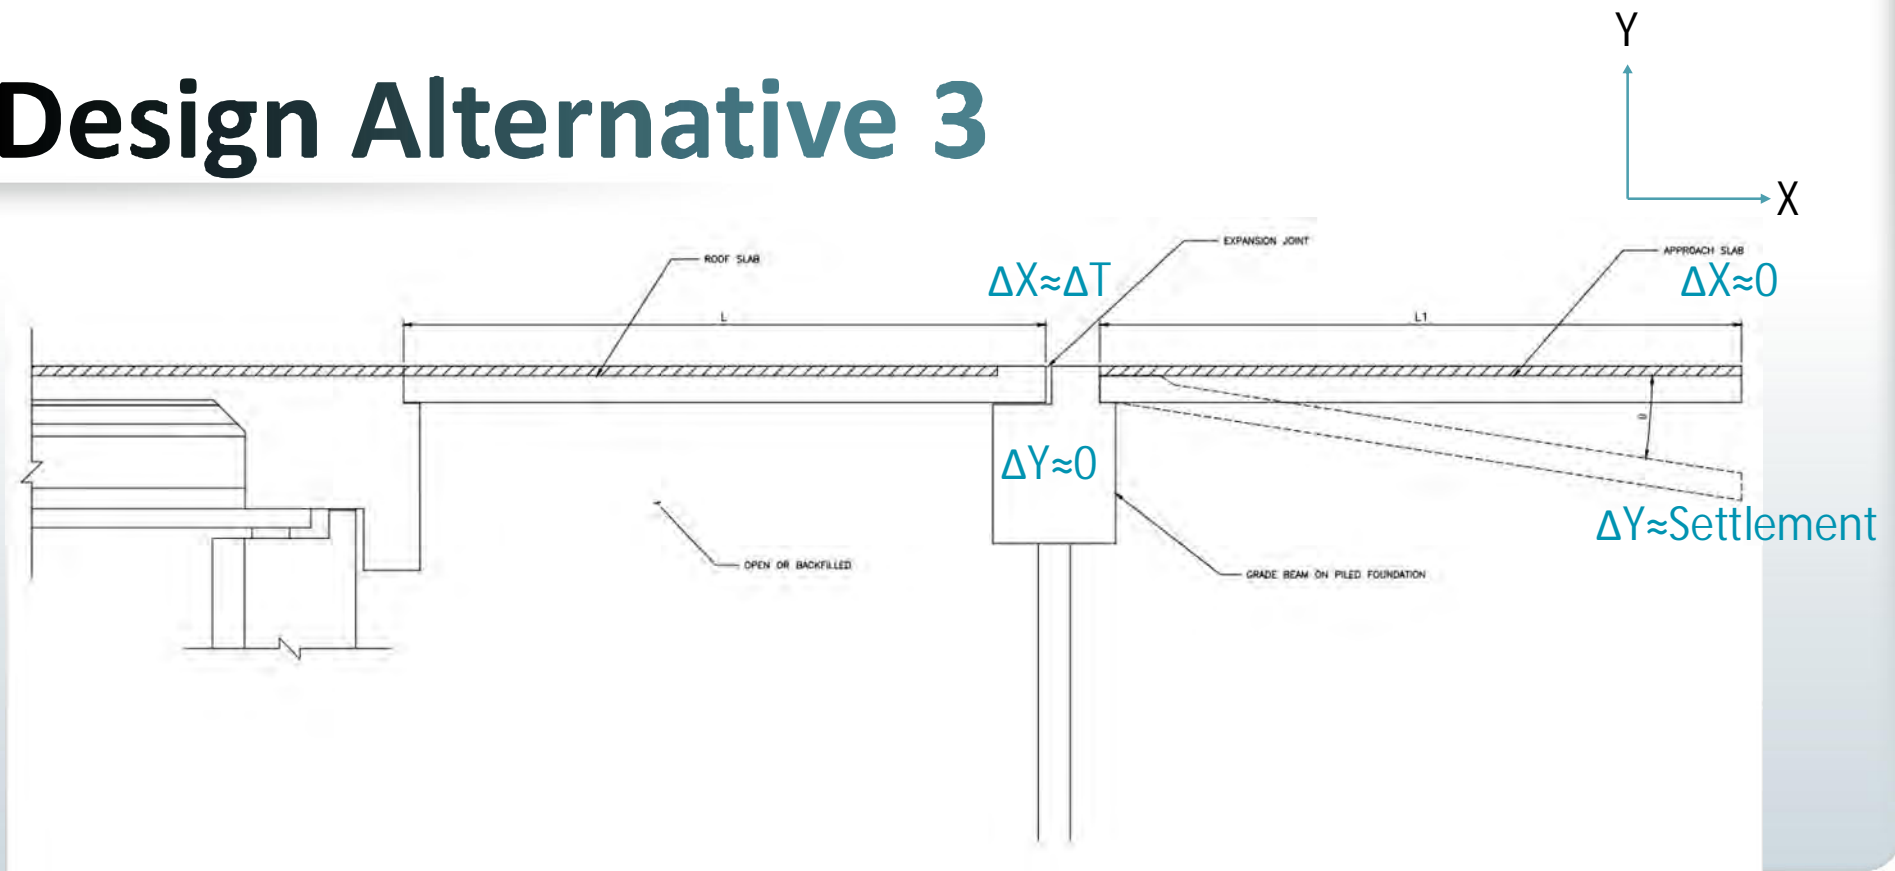 Y
Design Alternative 3
X
EXPANSION JOINT
ROOF SLAB
APPROACH SLAB
ΔX≈ΔT
ΔX≈0
L
L1
θ
ΔY≈0
ΔY≈Settlement
OPEN OR BACKFILLED
GRADE BEAM ON PILED FOUNDATION